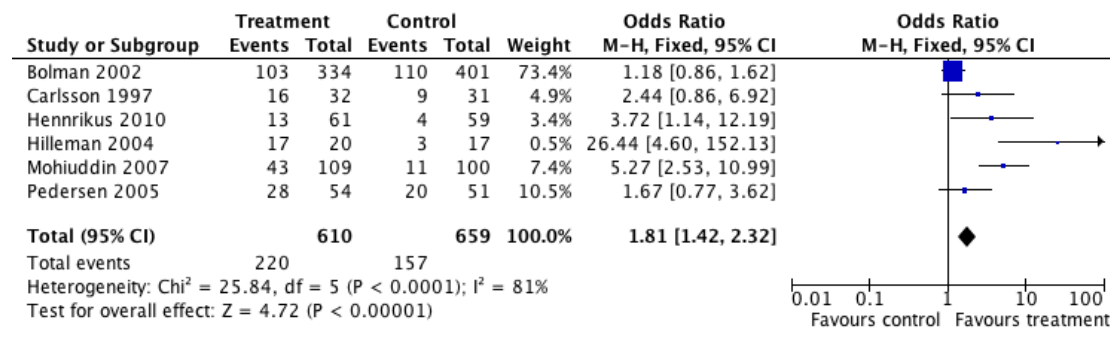 Treatment Control Odds Ratio Odds Ratio
Study or Subgroup Events Total Events Total Weight M-H, Fixed, 95% CI M-H, Fixed, 95% CI
Bolman 2002 103 334 110 401 73.4% 1.18 [0.86, 1.62]
Carlsson 1997 16 32 9 31 4.9% 2.44 [0.86, 6.92]
Hennrikus 2010 13 61 4 59 3.4% 3.72 [1.14, 12.19]
Hilleman 2004 17 20 3 17 0.5% 26.44 [4.60, 152.13]
Mohiuddin 2007 43 109 11 100 7.4% 5.27 [2.53, 10.99]
Pedersen 2005 28 54 20 51 10.5% 1.67 [0.77, 3.62]
Total (95% CI) 610 659 100.0% 1.81 [1.42, 2.32]
Total events 220 157
Heterogeneity: Chi² = 25.84, df = 5 (P < 0.0001); I² = 81%
Test for overall effect: Z = 4.72 (P < 0.00001)
0.01 0.1 1 10 100
Favours control Favours treatment